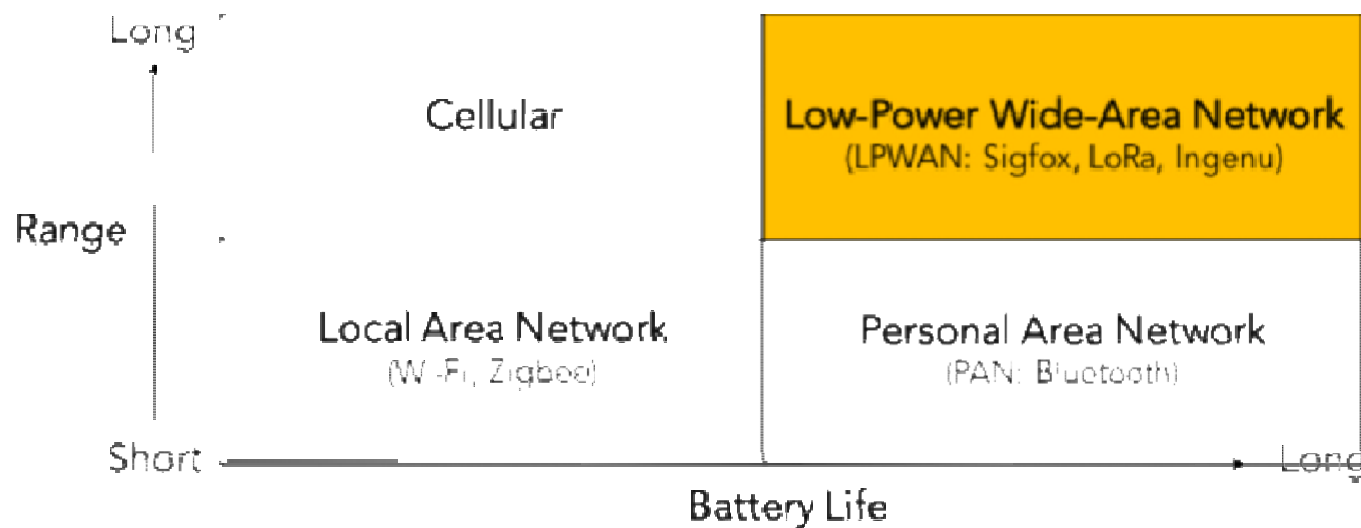 Long
Cellular
Low-Power Wide-Area Network
(LPWAN: Sigfox, LoRa, Ingenu)
Range
Local Area Network
(Wi-Fi, Zigbee)
Personal Area Network
(PAN: Bluetooth)
Short
Long
Battery Life